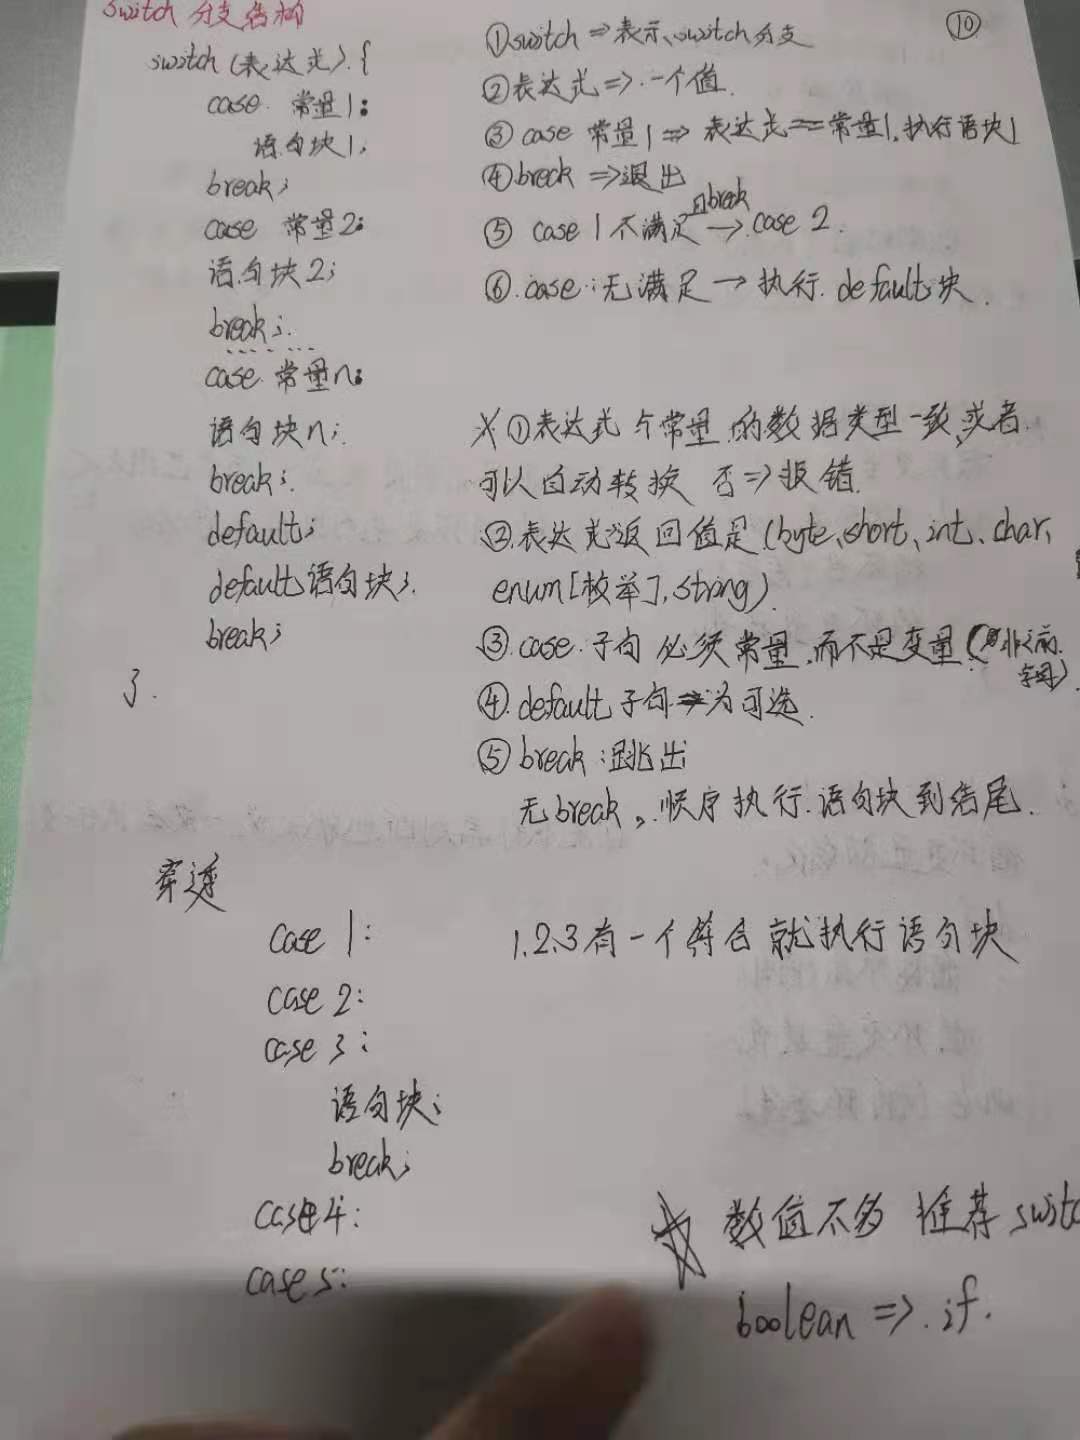 switch 分支结构
⑩
switch (表达式) {
case 常量1:
语句块1;
break;
case 常量2:
语句块2;
break;
......
case 常量n:
语句块n;
break;
default;
default语句块;
break;
}.
①switch ⇒ 表示、switch分支
②表达式 ⇒ 一个值.
③ case 常量1 ⇒ 表达式==常量1,执行语块1
④break ⇒退出
且break
⑤ case 1不满足 → case 2.
⑥.case:无满足 → 执行. default块.
①表达式与常量的数据类型一致,或者
可以自动转换 否⇒报错.
②.表达式返回值是(byte、short、int、char,
enum[枚举],string)
③.case 子句 必须常量,而不是变量
④.default子句 为可选.
⑤break:跳出
无break,顺序执行语句块到结尾.
穿透
case 1:
case 2:
case 3:
语句块;
break;
case 4:
case 5:
1.2.3有一个符合就执行语句块
☆ 数值不多 推荐 switc
boolean ⇒ if.